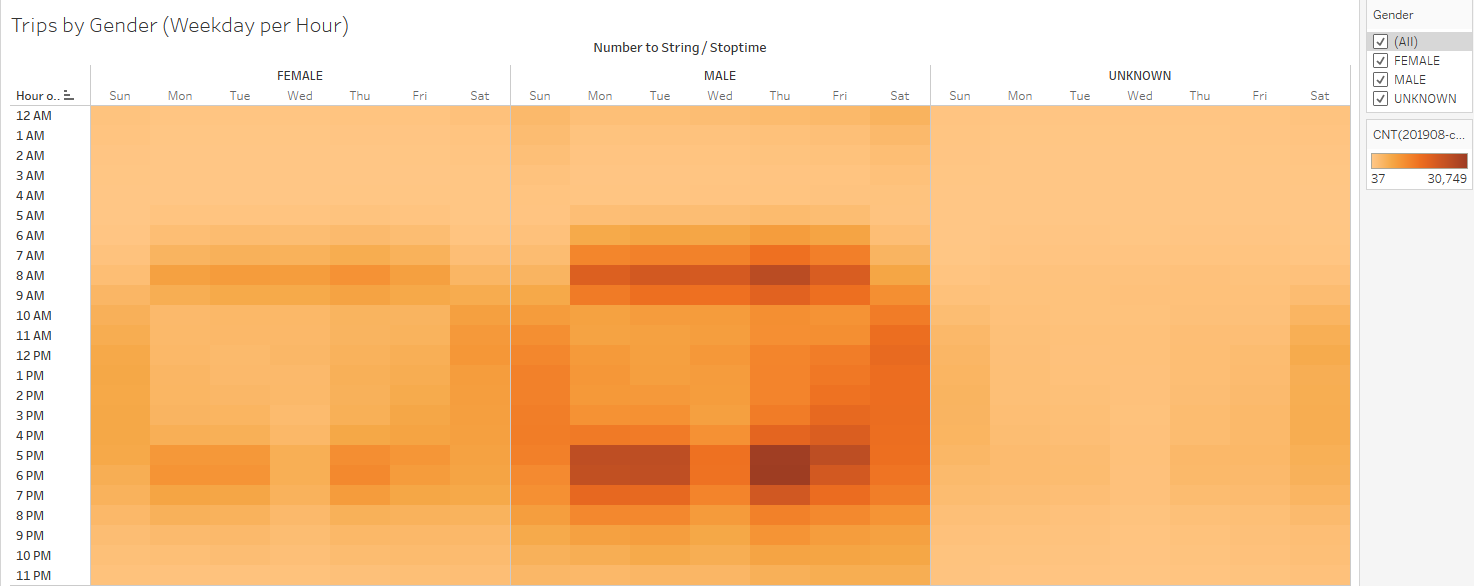 Trips by Gender (Weekday per Hour)
Number to String / Stoptime
FEMALE MALE UNKNOWN
Hour o.. Sun Mon Tue Wed Thu Fri Sat Sun Mon Tue Wed Thu Fri Sat Sun Mon Tue Wed Thu Fri Sat
12 AM
1 AM
2 AM
3 AM
4 AM
5 AM
6 AM
7 AM
8 AM
9 AM
10 AM
11 AM
12 PM
1 PM
2 PM
3 PM
4 PM
5 PM
6 PM
7 PM
8 PM
9 PM
10 PM
11 PM
Gender
(All)
FEMALE
MALE
UNKNOWN
CNT(201908-c...
37 30,749